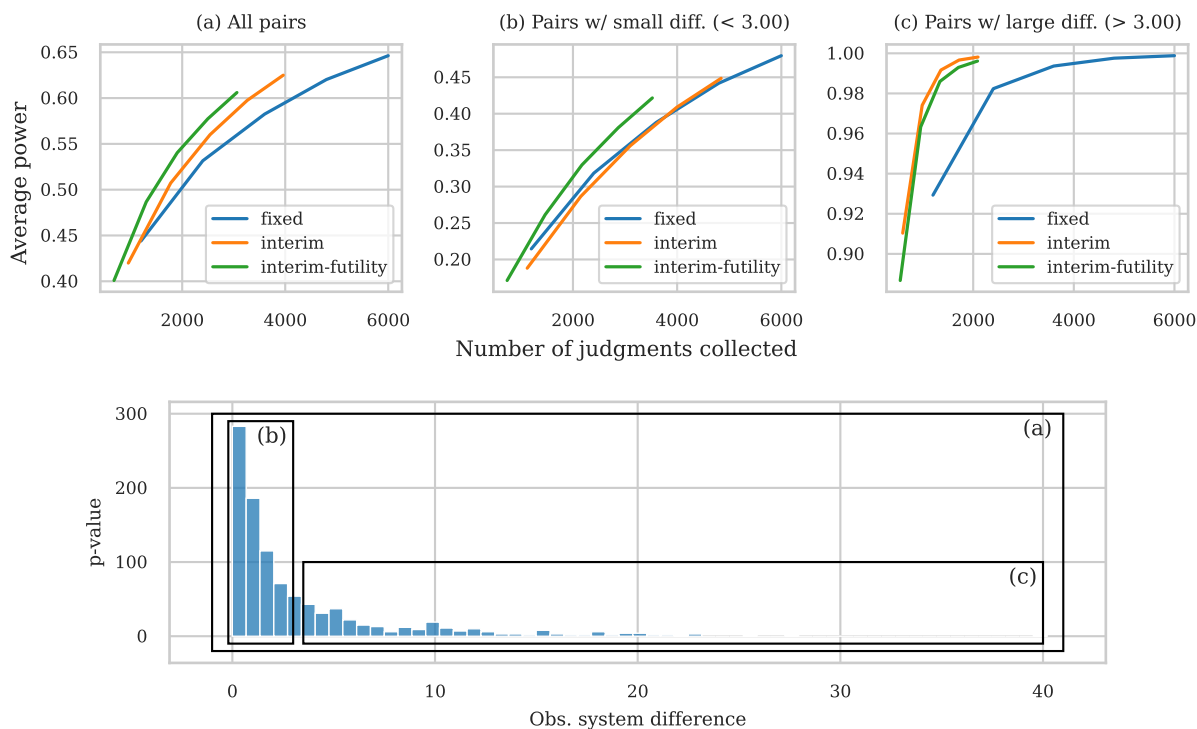 (a) All pairs
(b) Pairs w/ small diff. (< 3.00)
(c) Pairs w/ large diff. (> 3.00)
Average power
0.65
0.60
0.55
0.50
0.45
0.40
fixed
interim
interim-futility
2000
4000
6000
0.45
0.40
0.35
0.30
0.25
0.20
fixed
interim
interim-futility
2000
4000
6000
1.00
0.98
0.96
0.94
0.92
0.90
fixed
interim
interim-futility
2000
4000
6000
Number of judgments collected
p-value
300
200
100
0
(b)
(a)
(c)
0
10
20
30
40
Obs. system difference